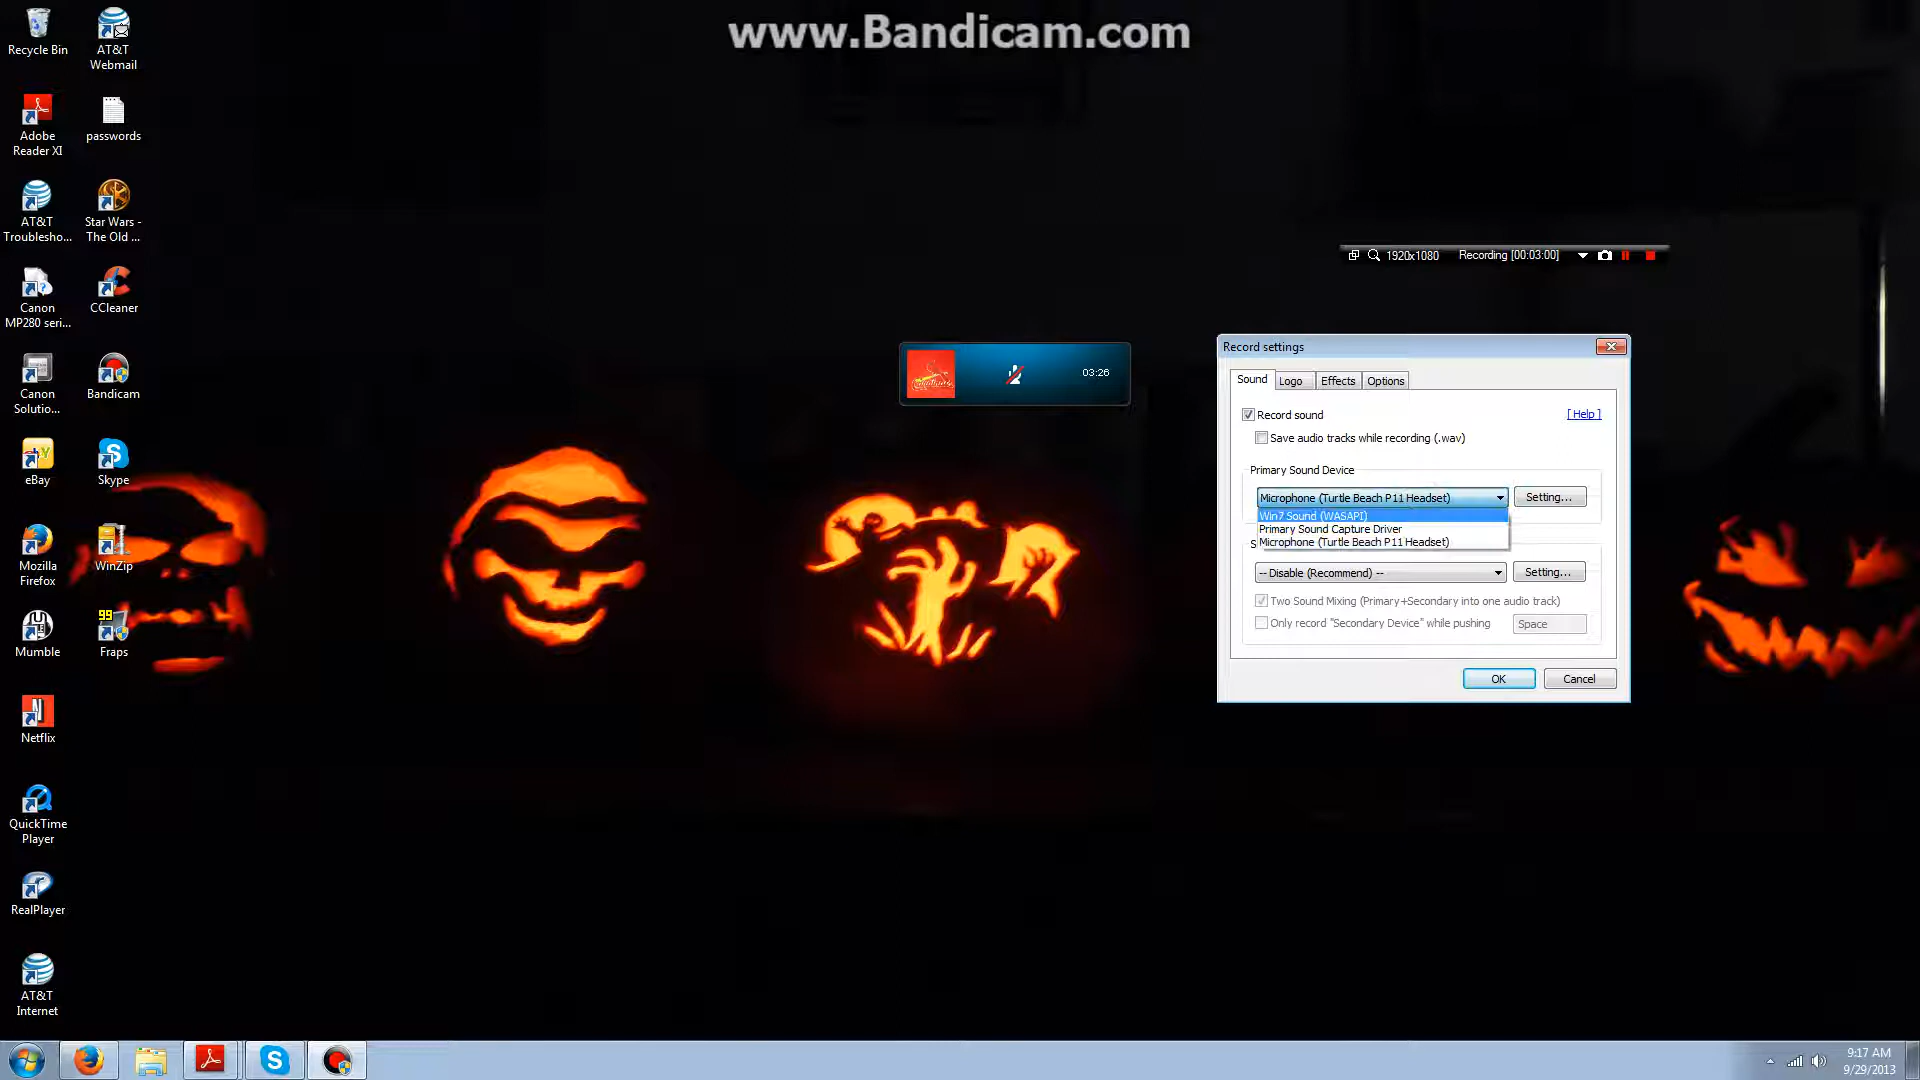 www.Bandicam.com
Recycle Bin
AT&T
Webmail
Adobe
Reader XI
passwords
AT&T
Troublesho...
Star Wars -
The Old ...
Canon
MP280 seri...
CCleaner
Canon
Solutio...
Bandicam
eBay
Skype
Mozilla
Firefox
WinZip
Mumble
99
Fraps
Netflix
QuickTime
Player
RealPlayer
AT&T
Internet
1920x1080 Recording [00:03:00]
03:26
Record settings
Sound Logo Effects Options
Record sound [ Help ]
Save audio tracks while recording (.wav)
Primary Sound Device
Microphone (Turtle Beach P11 Headset) Setting...
Win7 Sound (WASAPI)
Primary Sound Capture Driver
Microphone (Turtle Beach P11 Headset)
-- Disable (Recommend) -- Setting...
Two Sound Mixing (Primary+Secondary into one audio track)
Only record "Secondary Device" while pushing Space
OK Cancel
9:17 AM
9/29/2013